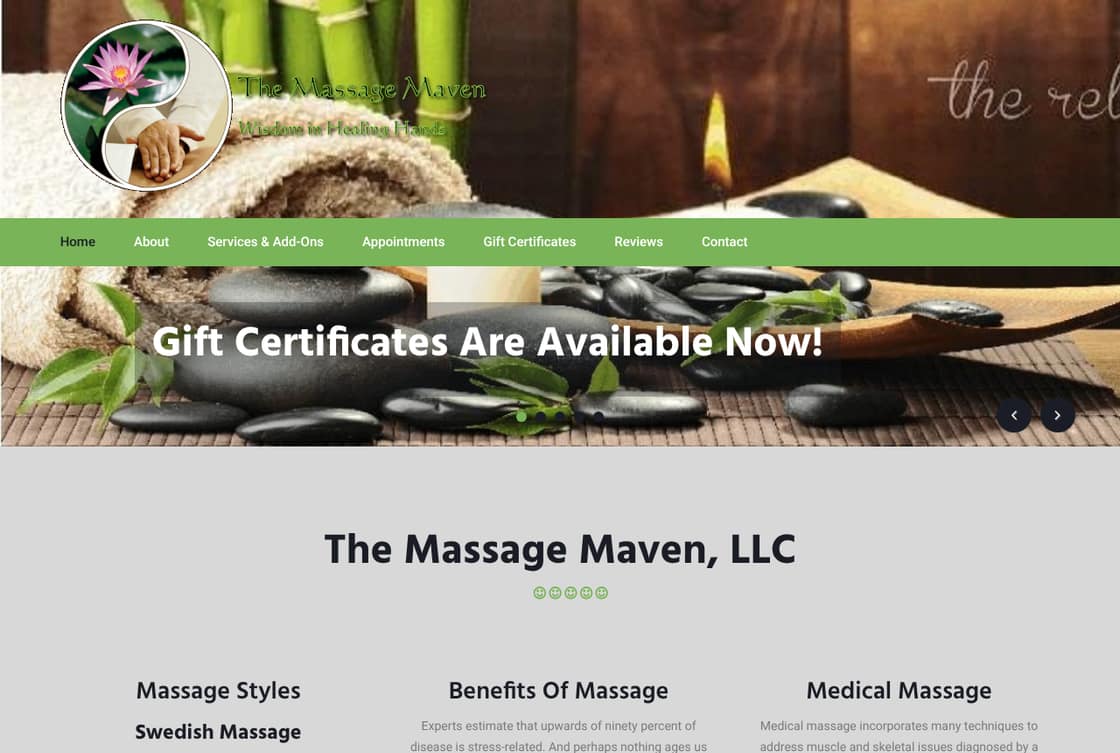 The Massage Maven
Wisdom in Healing Hands
the
Home About Services & Add-Ons Appointments Gift Certificates Reviews Contact
Gift Certificates Are Available Now!
The Massage Maven, LLC
Massage Styles
Swedish Massage
Benefits Of Massage
Experts estimate that upwards of ninety percent of
disease is stress-related. And perhaps nothing ages us
Medical Massage
Medical massage incorporates many techniques to
address muscle and skeletal issues diagnosed by a